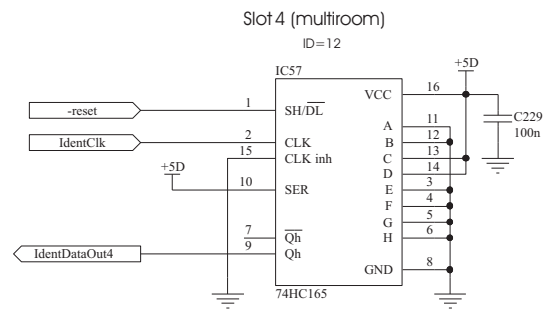 Slot 4 (multiroom)
ID=12
IC57
+5D
VCC 16
-reset 1 SH/DL
C229
100n
A 11
IdentClk 2 CLK
B 12
15 CLK inh
C 13
+5D
D 14
10 SER
E 3
F 4
G 5
7 Qh
H 6
IdentDataOut4 9 Qh
GND 8
74HC165